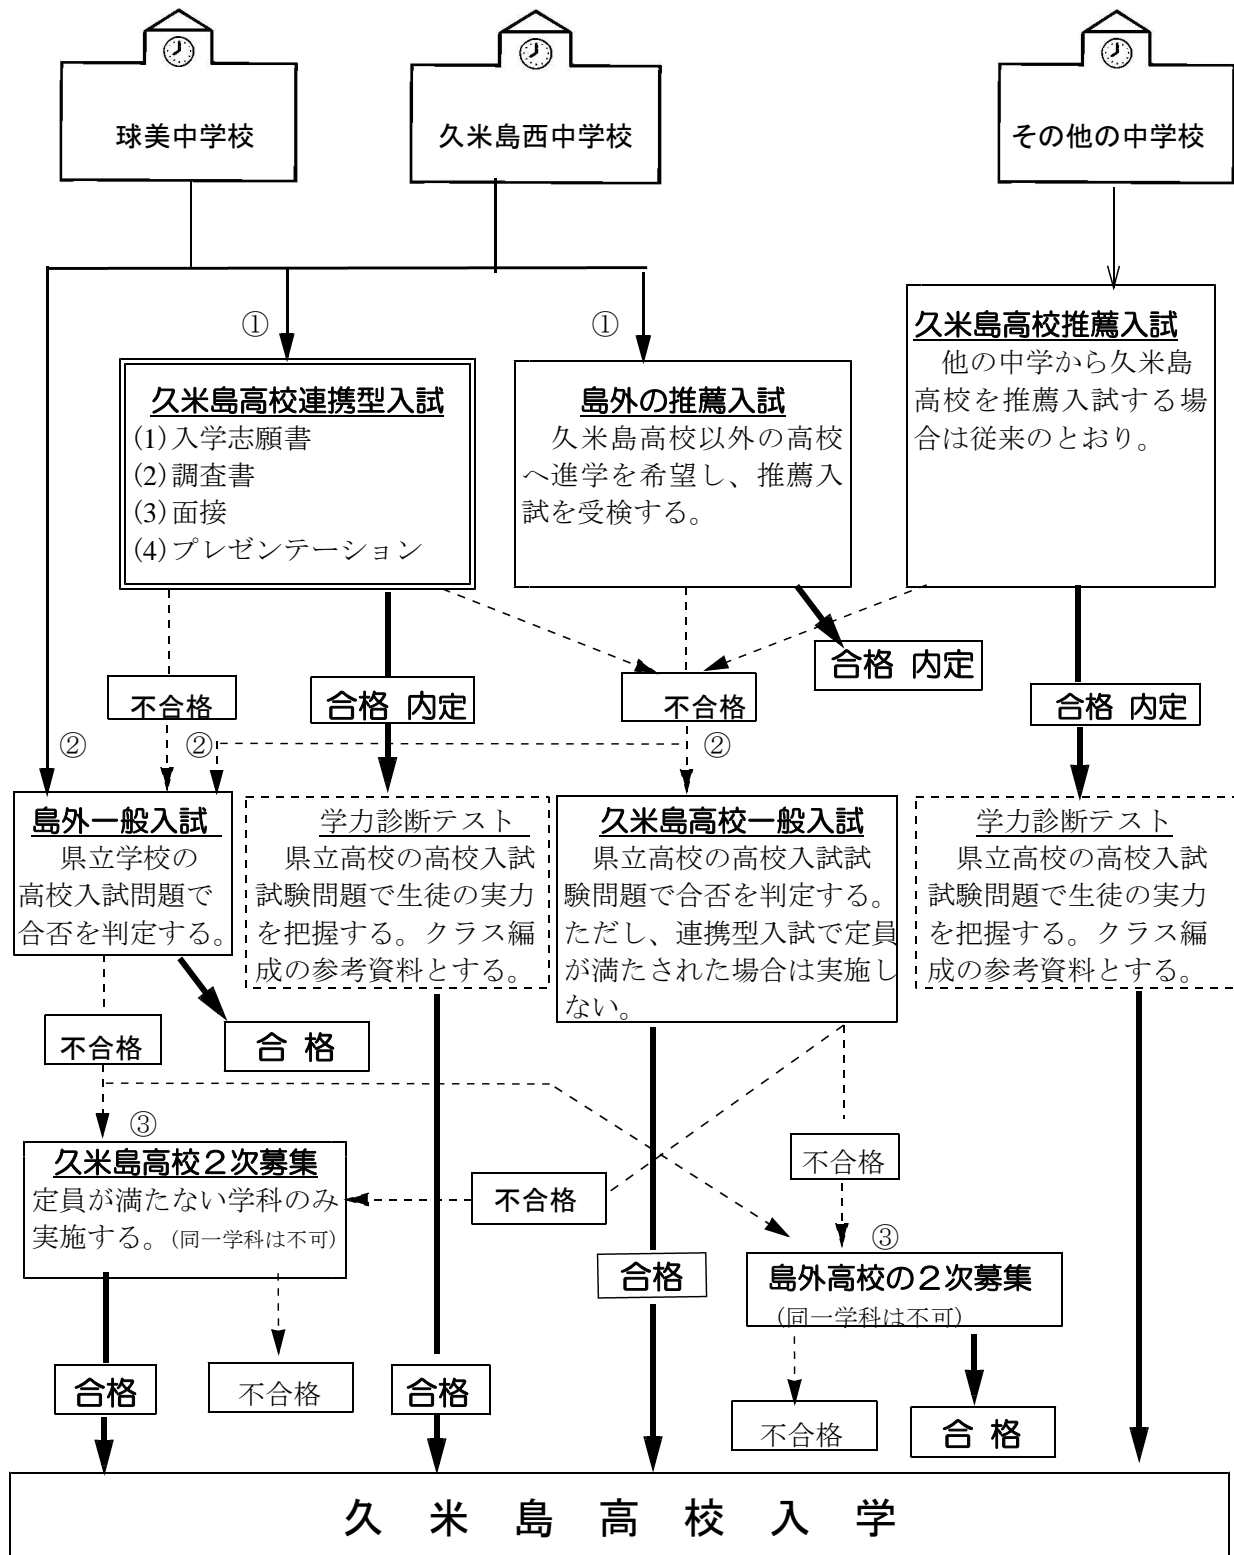 球美中学校
久米島西中学校
その他の中学校
①
①
久米島高校連携型入試
(1)入学志願書
(2)調査書
(3)面接
(4)プレゼンテーション
島外の推薦入試
久米島高校以外の高校
へ進学を希望し、推薦入
試を受検する。
久米島高校推薦入試
他の中学から久米島
高校を推薦入試する場
合は従来のとおり。
不合格
合格 内定
不合格
合格 内定
合格 内定
②
②
②
島外一般入試
県立学校の
高校入試問題で
合否を判定する。
学力診断テスト
県立高校の高校入試
試験問題で生徒の実力
を把握する。クラス編
成の参考資料とする。
久米島高校一般入試
県立高校の高校入試試
験問題で合否を判定する。
ただし、連携型入試で定員
が満たされた場合は実施し
ない。
学力診断テスト
県立高校の高校入試
試験問題で生徒の実力
を把握する。クラス編
成の参考資料とする。
不合格
合 格
③
久米島高校2次募集
定員が満たない学科のみ
実施する。(同一学科は不可)
不合格
不合格
合格
③
島外高校の2次募集
(同一学科は不可)
合格
不合格
合格
不合格
合 格
久 米 島 高 校 入 学